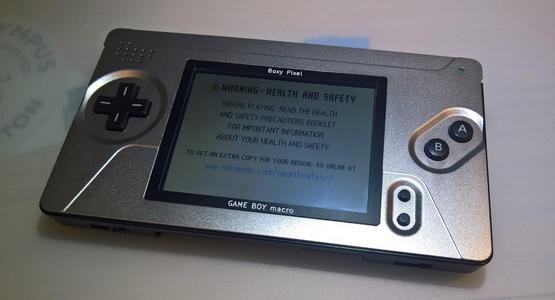 Boxy Pixel
⚠WARNING - HEALTH AND SAFETY
BEFORE PLAYING, READ THE HEALTH
AND SAFETY PRECAUTIONS BOOKLET
FOR IMPORTANT INFORMATION
ABOUT YOUR HEALTH AND SAFETY.
TO GET AN EXTRA COPY FOR YOUR REGION, GO ONLINE AT
www.nintendo.com/healthsafety/
GAME BOY macro
A
B